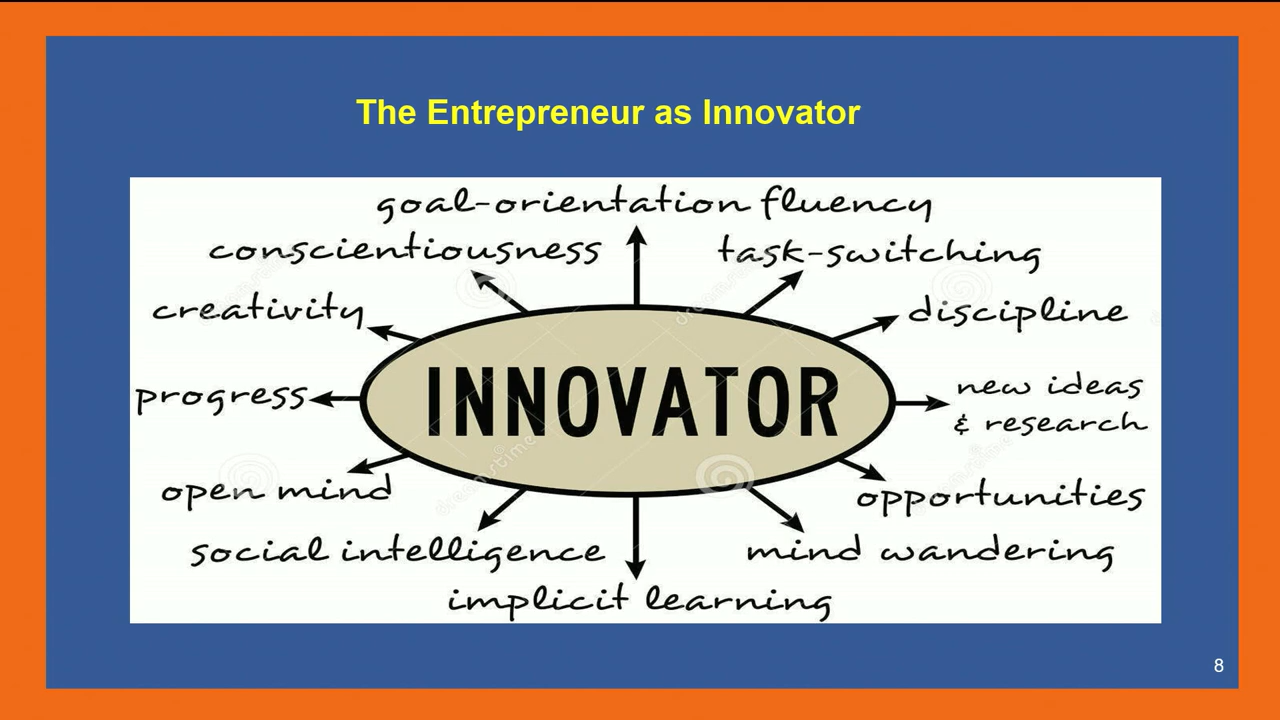 The Entrepreneur as Innovator
goal-orientation fluency
conscientiousness
task-switching
creativity
discipline
INNOVATOR
progress
new ideas
& research
open mind
opportunities
social intelligence
mind wandering
implicit learning
dreamstime
8